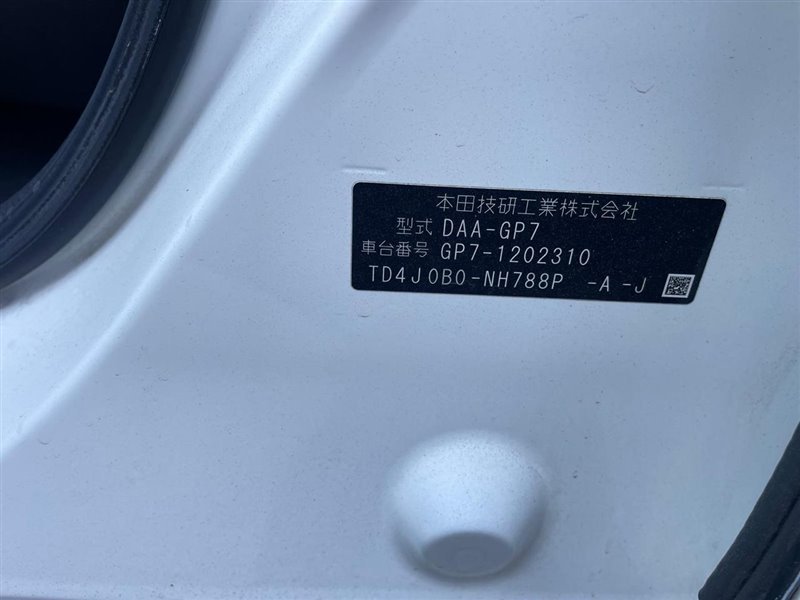 本田技研工業株式会社
型式 DAA-GP7
車台番号 GP7-1202310
TD4J0B0-NH788P -A -J